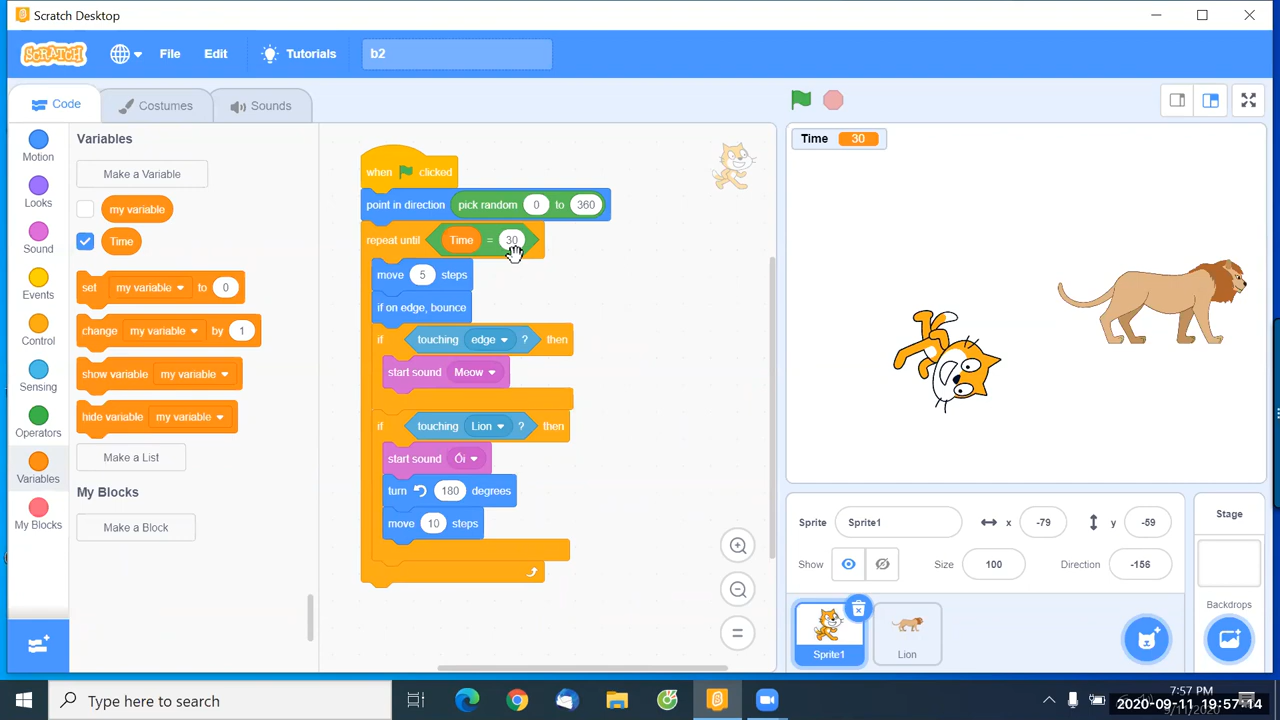 Scratch Desktop
SCRATCH
File
Edit
Tutorials
b2
Code
Costumes
Sounds
Motion
Looks
Sound
Events
Control
Sensing
Operators
Variables
My Blocks
Variables
Make a Variable
my variable
Time
set my variable to 0
change my variable by 1
show variable my variable
hide variable my variable
Make a List
My Blocks
Make a Block
when clicked
point in direction pick random 0 to 360
repeat until Time = 30
move 5 steps
if on edge, bounce
if touching edge ? then
start sound Meow
if touching Lion ? then
start sound Ối
turn 180 degrees
move 10 steps
Time 30
Sprite Sprite1 x -79 y -59
Show Size 100 Direction -156
Sprite1
Lion
Stage
Backdrops
Type here to search
7:57 PM
2020-09-11 19:57:14